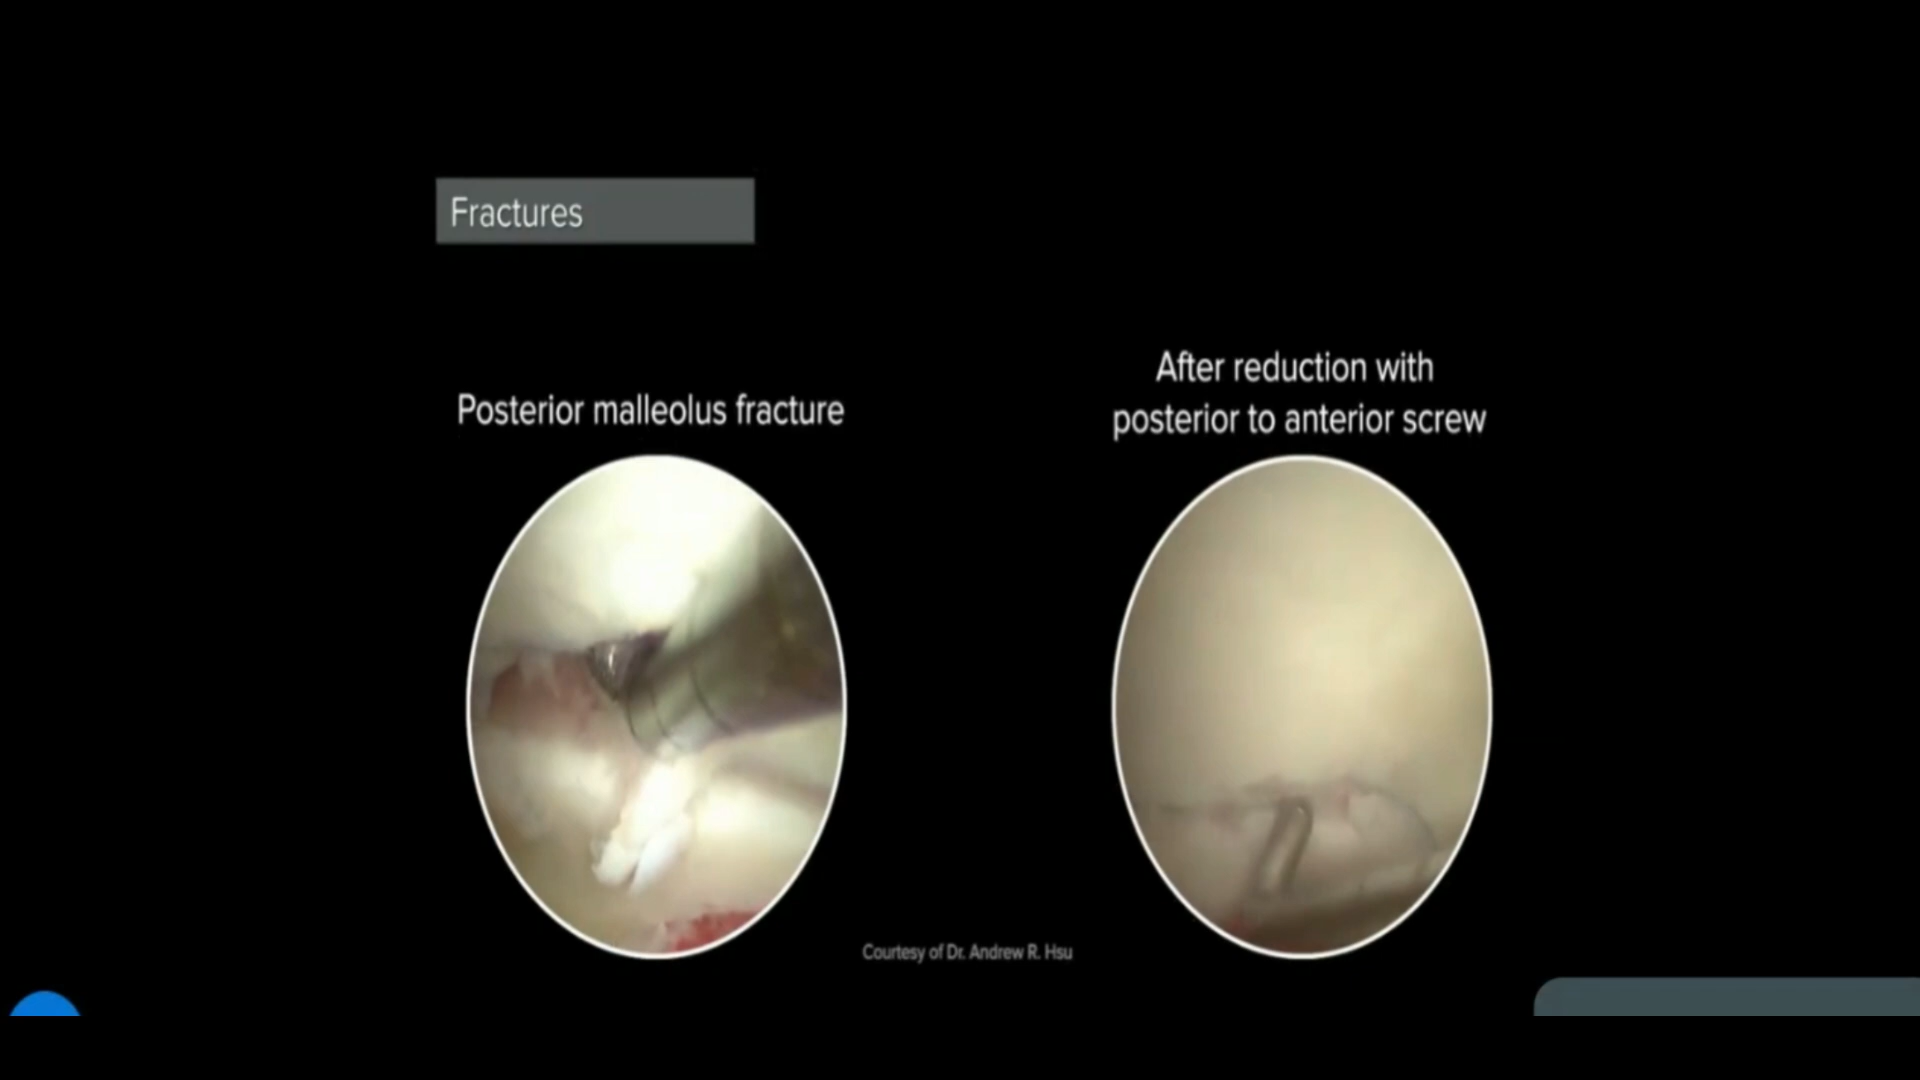 Fractures
Posterior malleolus fracture
After reduction with
posterior to anterior screw
Courtesy of Dr. Andrew R. Hsu